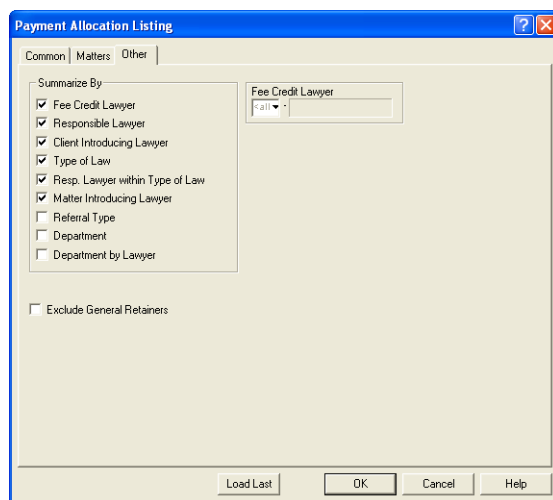 Payment Allocation Listing
Common
Matters
Other
Summarize By
Fee Credit Lawyer
Responsible Lawyer
Client Introducing Lawyer
Type of Law
Resp. Lawyer within Type of Law
Matter Introducing Lawyer
Referral Type
Department
Department by Lawyer
Fee Credit Lawyer
<all -
Exclude General Retainers
Load Last
OK
Cancel
Help